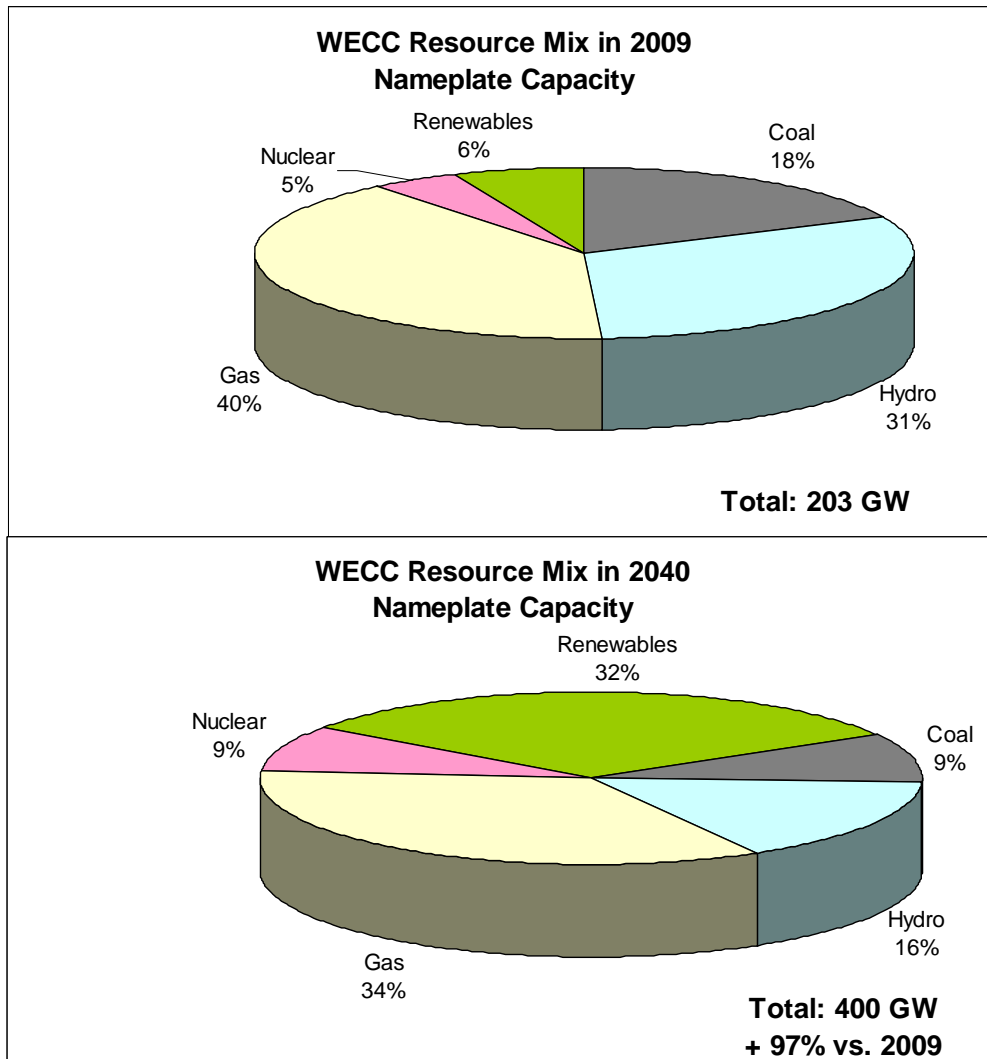 WECC Resource Mix in 2009
Nameplate Capacity
Renewables
6%
Coal
18%
Nuclear
5%
Gas
40%
Hydro
31%
Total: 203 GW
WECC Resource Mix in 2040
Nameplate Capacity
Renewables
32%
Nuclear
9%
Coal
9%
Hydro
16%
Gas
34%
Total: 400 GW
+ 97% vs. 2009